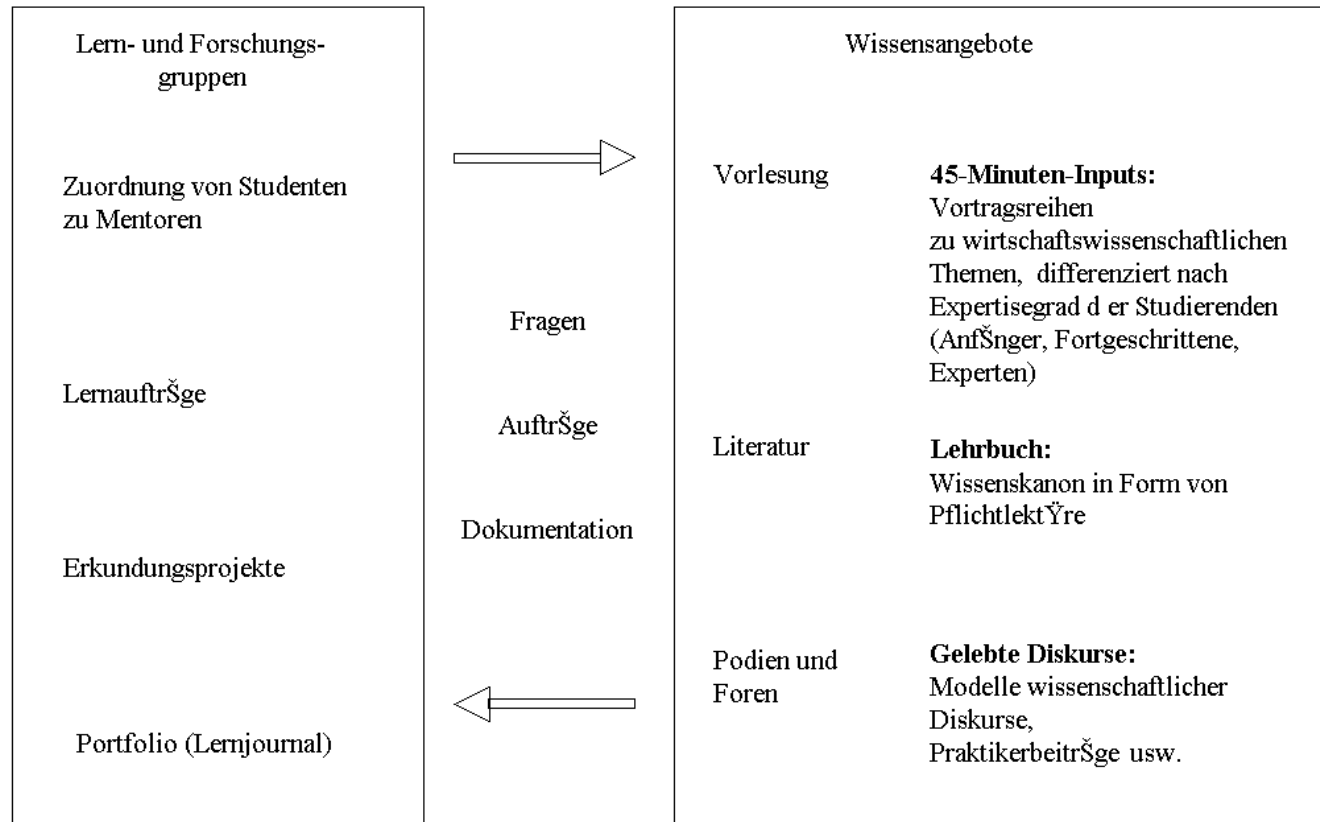 Lern- und Forschungs-
gruppen
Zuordnung von Studenten
zu Mentoren
LernauftrŠge
Erkundungsprojekte
Portfolio (Lernjournal)
Fragen
AuftrŠge
Dokumentation
Wissensangebote
Vorlesung
45-Minuten-Inputs:
Vortragsreihen
zu wirtschaftswissenschaftlichen
Themen, differenziert nach
Expertisegrad d er Studierenden
(AnfŠnger, Fortgeschrittene,
Experten)
Literatur
Lehrbuch:
Wissenskanon in Form von
PflichtlektŸre
Podien und
Foren
Gelebte Diskurse:
Modelle wissenschaftlicher
Diskurse,
PraktikerbeitrŠge usw.